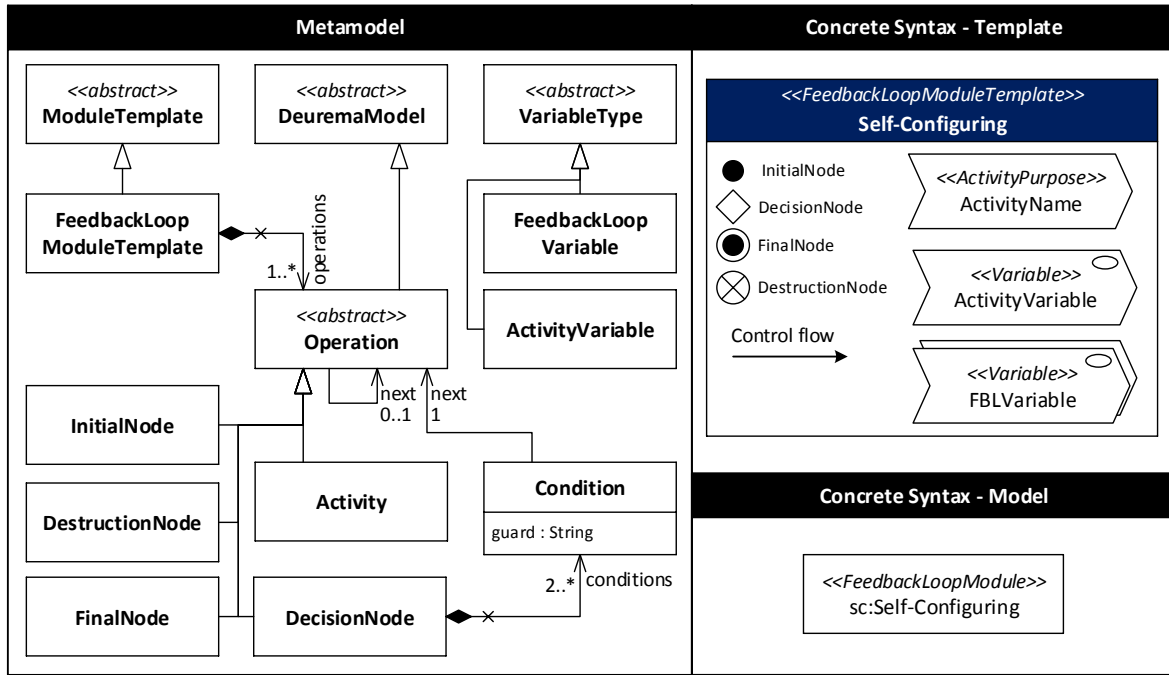 Metamodel
<<abstract>>
ModuleTemplate
<<abstract>>
DeuremaModel
<<abstract>>
VariableType
FeedbackLoop
ModuleTemplate
operations
1..*
FeedbackLoop
Variable
<<abstract>>
Operation
ActivityVariable
next
0..1
next
1
InitialNode
DestructionNode
Activity
Condition
guard : String
2..*
conditions
FinalNode
DecisionNode
Concrete Syntax - Template
<<FeedbackLoopModuleTemplate>>
Self-Configuring
InitialNode
DecisionNode
FinalNode
DestructionNode
Control flow
<<ActivityPurpose>>
ActivityName
<<Variable>>
ActivityVariable
<<Variable>>
FBLVariable
Concrete Syntax - Model
<<FeedbackLoopModule>>
sc:Self-Configuring